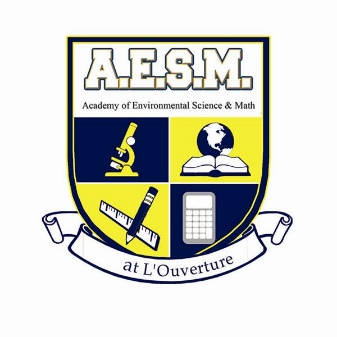 A.E.S.M.
Academy of Environmental Science & Math
at L'Ouverture